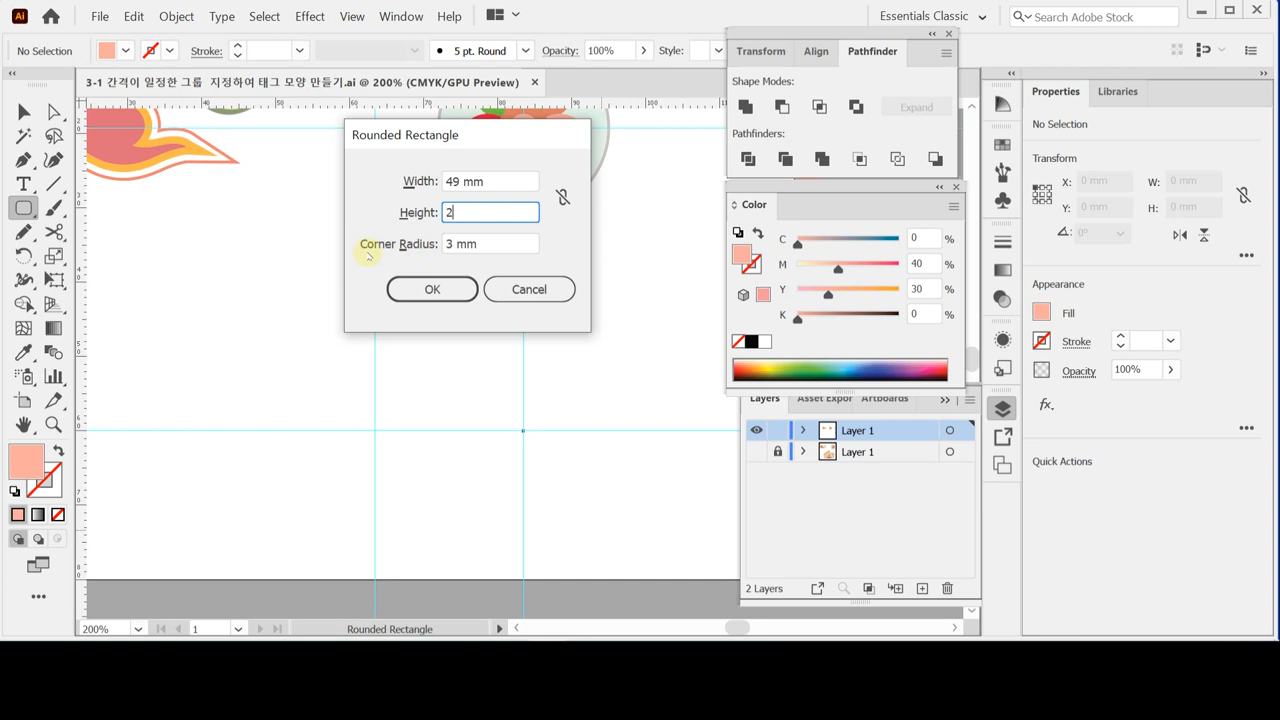 Ai File Edit Object Type Select Effect View Window Help Essentials Classic Search Adobe Stock
No Selection Stroke: 5 pt. Round Opacity: 100% Style:
Transform Align Pathfinder
3-1 간격이 일정한 그룹 지정하여 태그 모양 만들기.ai @ 200% (CMYK/GPU Preview)
Shape Modes:
Expand
Pathfinders:
Rounded Rectangle
Width: 49 mm
Height: 2
Corner Radius: 3 mm
OK Cancel
Color
C 0 %
M 40 %
Y 30 %
K 0 %
Layers Asset Expor Artboards
Layer 1
Layer 1
2 Layers
Properties Libraries
No Selection
Transform
X: 0 mm W: 0 mm
Y: 0 mm H: 0 mm
0°
Appearance
Fill
Stroke
Opacity 100%
fx.
Quick Actions
200% 1 Rounded Rectangle